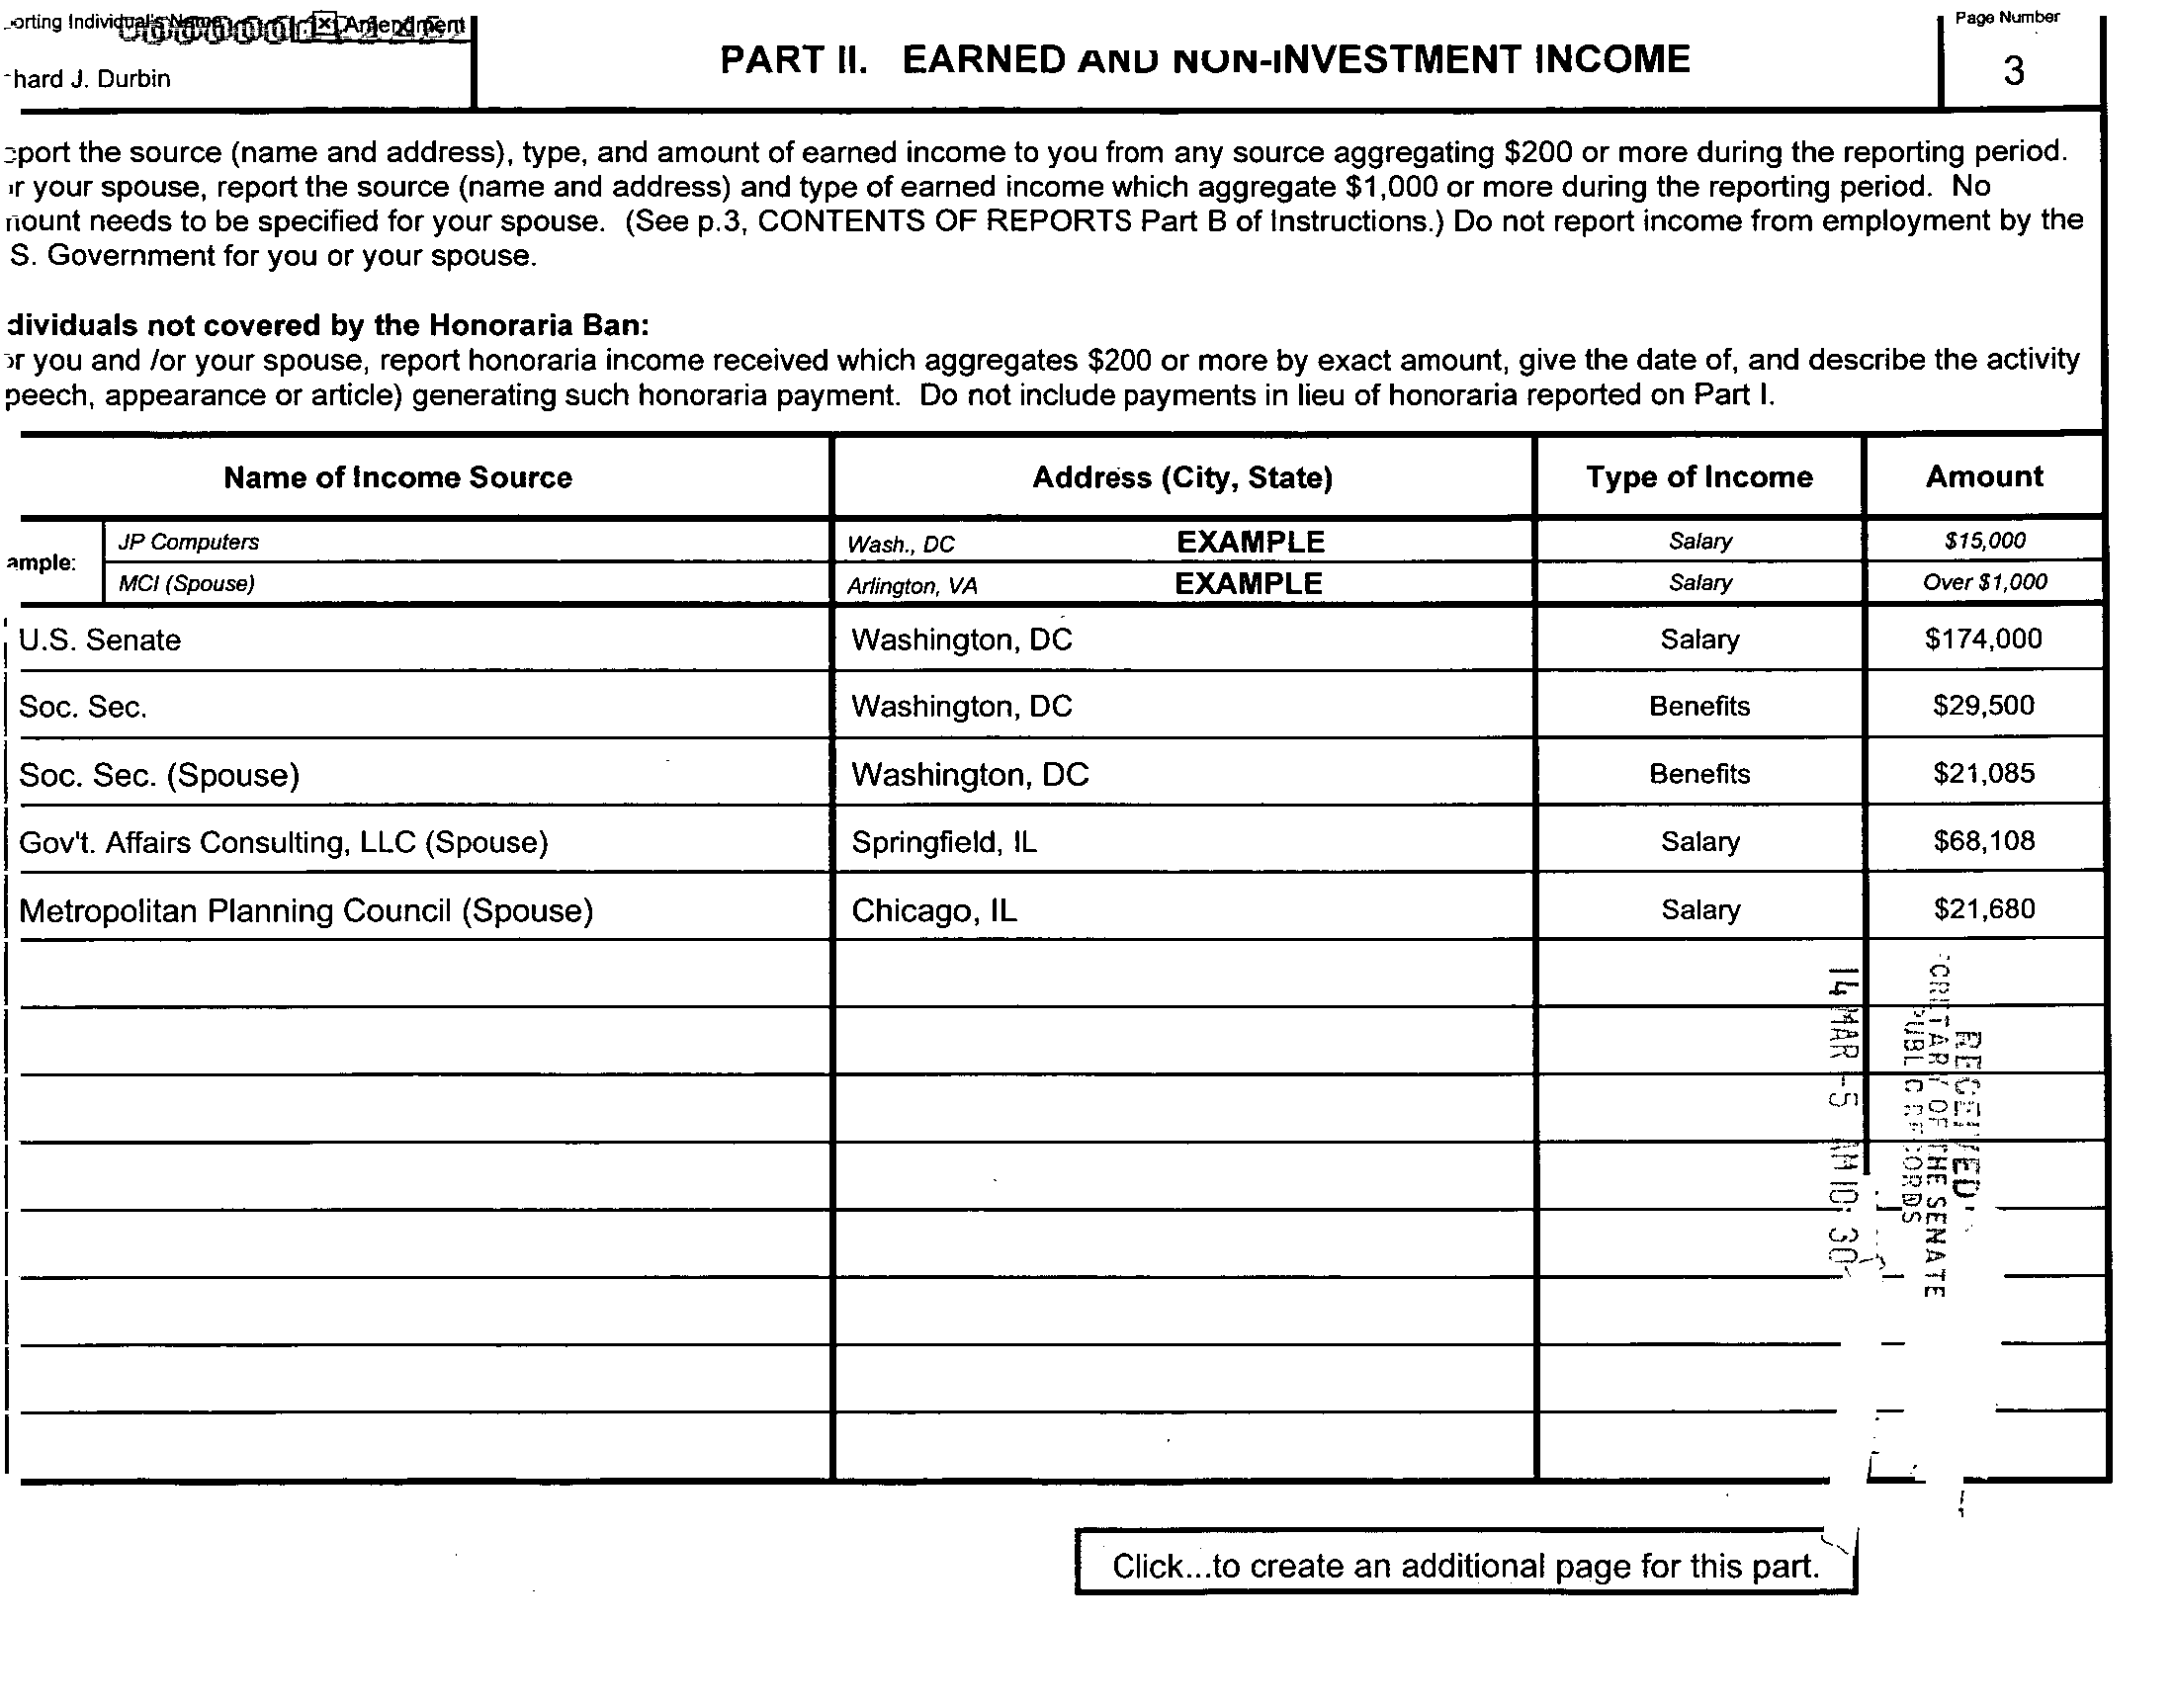 orting Individual's Name [x] Amendment
hard J. Durbin
PART II. EARNED AND NON-INVESTMENT INCOME
Page Number
3
port the source (name and address), type, and amount of earned income to you from any source aggregating $200 or more during the reporting period.
r your spouse, report the source (name and address) and type of earned income which aggregate $1,000 or more during the reporting period. No
nount needs to be specified for your spouse. (See p.3, CONTENTS OF REPORTS Part B of Instructions.) Do not report income from employment by the
S. Government for you or your spouse.
dividuals not covered by the Honoraria Ban:
or you and /or your spouse, report honoraria income received which aggregates $200 or more by exact amount, give the date of, and describe the activity
peech, appearance or article) generating such honoraria payment. Do not include payments in lieu of honoraria reported on Part I.
Name of Income Source Address (City, State) Type of Income Amount
ample:
JP Computers Wash., DC EXAMPLE Salary $15,000
MCI (Spouse) Arlington, VA EXAMPLE Salary Over $1,000
U.S. Senate Washington, DC Salary $174,000
Soc. Sec. Washington, DC Benefits $29,500
Soc. Sec. (Spouse) Washington, DC Benefits $21,085
Gov't. Affairs Consulting, LLC (Spouse) Springfield, IL Salary $68,108
Metropolitan Planning Council (Spouse) Chicago, IL Salary $21,680
RECEIVED
CRETARY OF THE SENATE
PUBLIC RECORDS
14 MAR -5 AM 10: 30
Click...to create an additional page for this part.